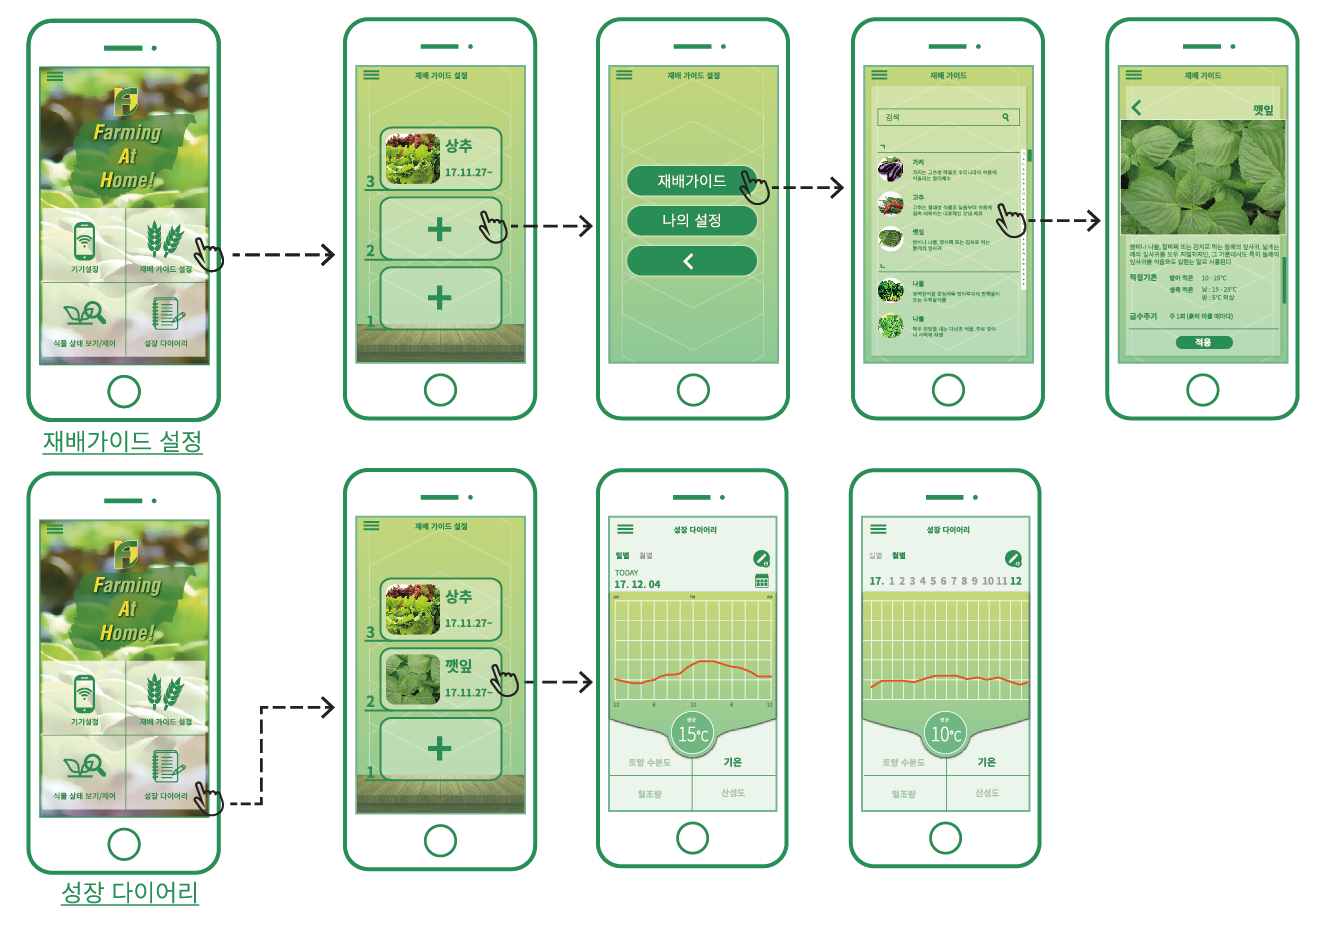 Farming
At
Home!
기기설정
재배 가이드 설정
식물 상태 보기/제어
성장 다이어리
재배가이드 설정
재배 가이드 설정
상추
17.11.27~
3
2
1
재배 가이드 설정
재배가이드
나의 설정
재배 가이드
검색
ㄱ
가지
고추
깻잎
ㄴ
나물
나물
재배 가이드
깻잎
적정기온
발아 적온
10 - 25℃
생육 적온
낮 : 15 - 25℃
밤 : 5℃ 이상
급수주기
주 1회 (흙이 마를 때마다)
적용
Farming
At
Home!
기기설정
재배 가이드 설정
식물 상태 보기/제어
성장 다이어리
성장 다이어리
재배 가이드 설정
상추
17.11.27~
3
깻잎
17.11.27~
2
1
성장 다이어리
일별 월별
TODAY
17. 12. 04
12 6 12 6 12
평균
15℃
토양 수분도
기온
일조량
산성도
성장 다이어리
일별 월별
17. 1 2 3 4 5 6 7 8 9 10 11 12
평균
10℃
토양 수분도
기온
일조량
산성도